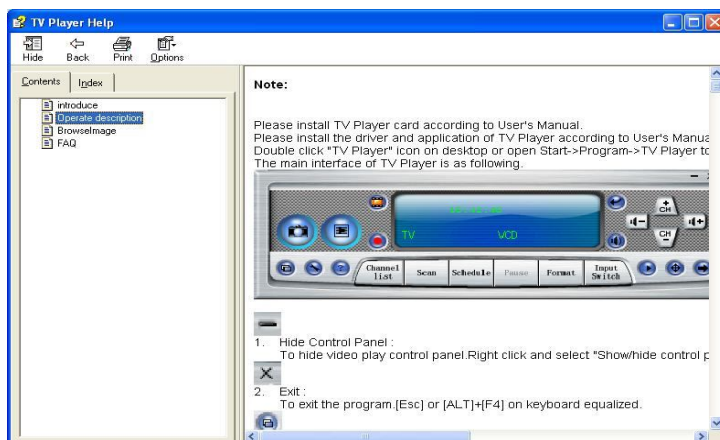 TV Player Help
Hide Back Print Options
Contents Index
introduce
Operate description
BrowseImage
FAQ
Note:
Please install TV Player card according to User's Manual.
Please install the driver and application of TV Player according to User's Manua
Double click "TV Player" icon on desktop or open Start->Program->TV Player to
The main interface of TV Player is as following.
CH
CH
TV VCD
Channel list Scan Schedule Pause Format Input Switch
1. Hide Control Panel :
To hide video play control panel.Right click and select "Show/hide control p
2. Exit :
To exit the program.[Esc] or [ALT]+[F4] on keyboard equalized.